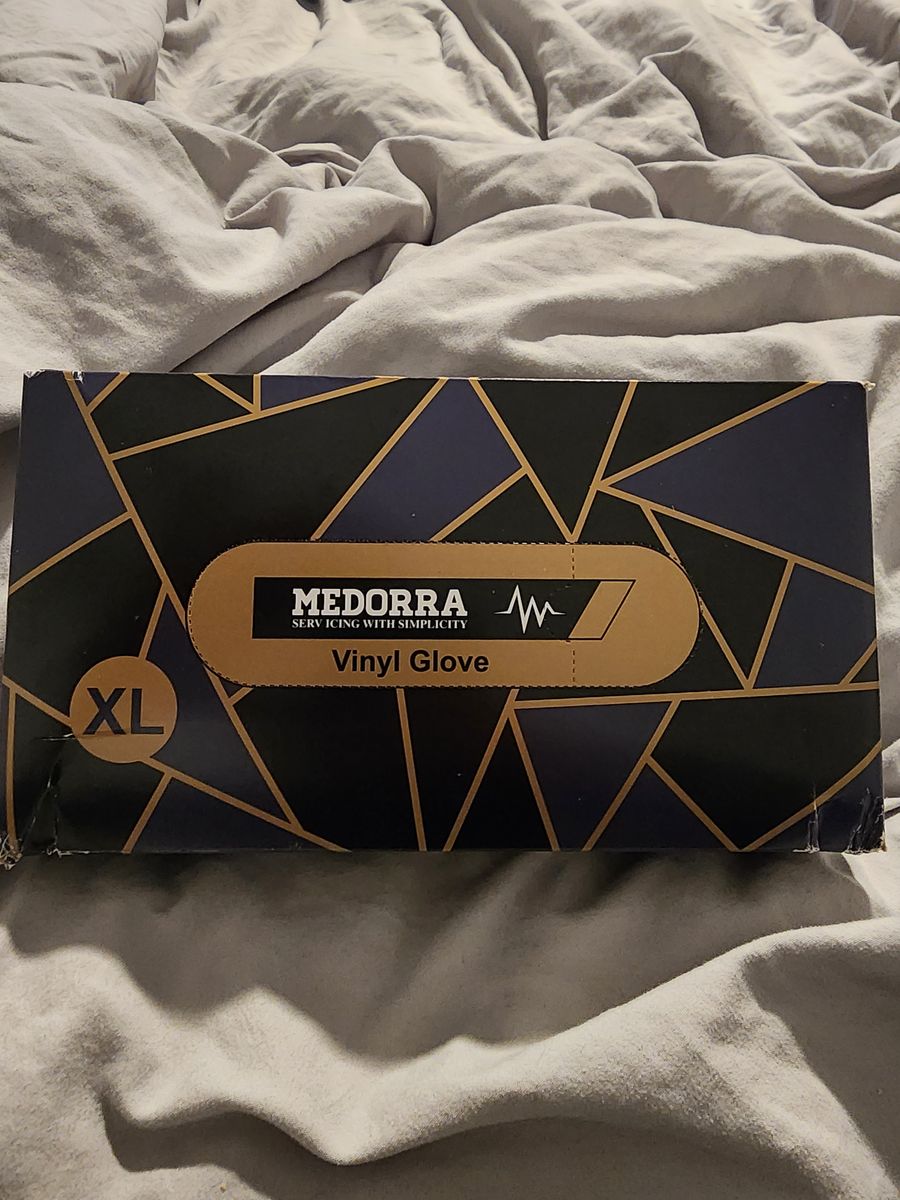 MEDORRA
SERV ICING WITH SIMPLICITY
Vinyl Glove
XL